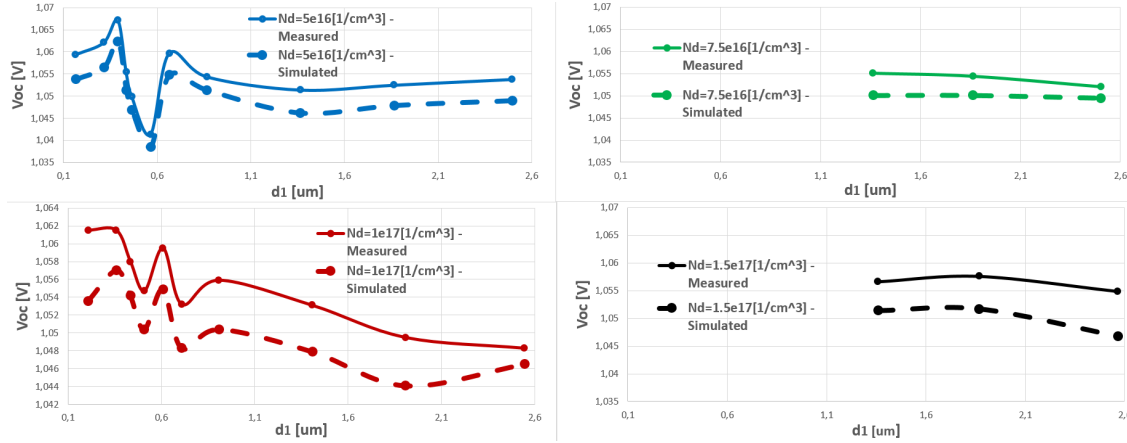 1,07
1,065
1,06
1,055
1,05
1,045
1,04
1,035
Voc [V]
0,1
0,6
1,1
1,6
2,1
2,6
d1 [um]
Nd=5e16[1/cm^3] -
Measured
Nd=5e16[1/cm^3] -
Simulated
1,07
1,065
1,06
1,055
1,05
1,045
1,04
1,035
Voc [V]
0,1
0,6
1,1
1,6
2,1
2,6
d1 [um]
Nd=7.5e16[1/cm^3] -
Measured
Nd=7.5e16[1/cm^3] -
Simulated
1,064
1,062
1,06
1,058
1,056
1,054
1,052
1,05
1,048
1,046
1,044
1,042
Voc [V]
0,1
0,6
1,1
1,6
2,1
2,6
d1 [um]
Nd=1e17[1/cm^3] -
Measured
Nd=1e17[1/cm^3] -
Simulated
1,07
1,065
1,06
1,055
1,05
1,045
1,04
1,035
Voc [V]
0,1
0,6
1,1
1,6
2,1
2,6
d1 [um]
Nd=1.5e17[1/cm^3] -
Measured
Nd=1.5e17[1/cm^3] -
Simulated